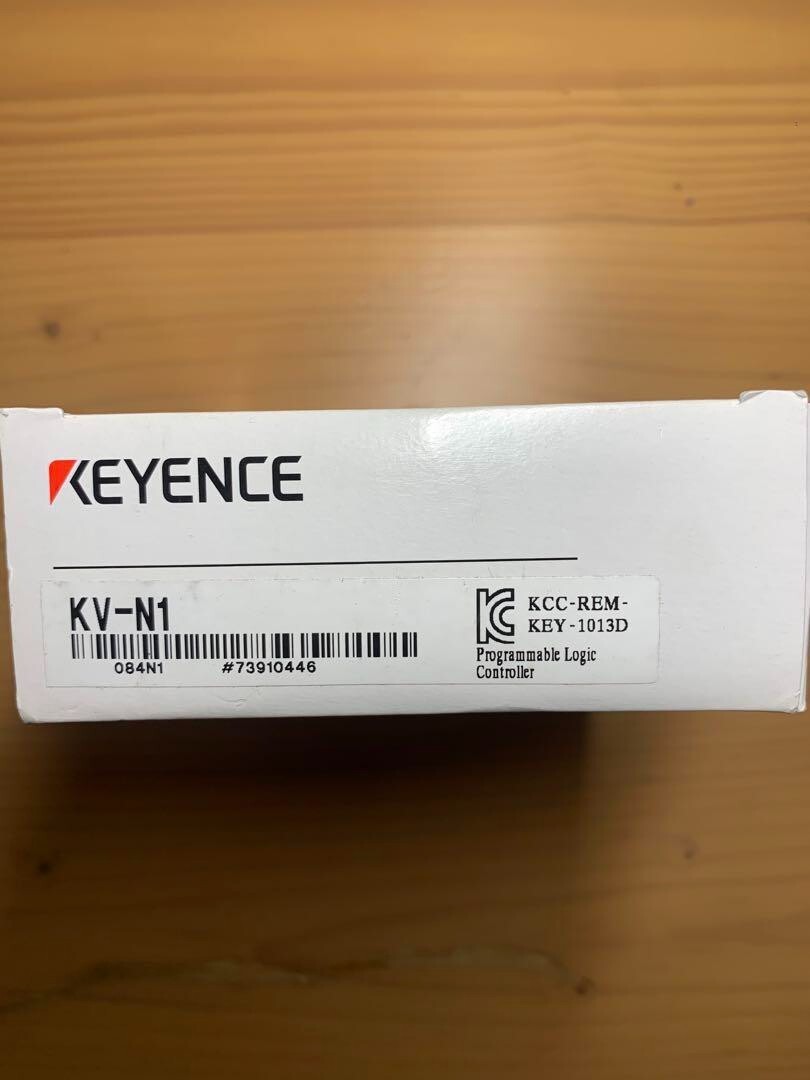 KEYENCE
KV-N1
084N1 #73910446
KCC-REM-
KEY-1013D
Programmable Logic
Controller